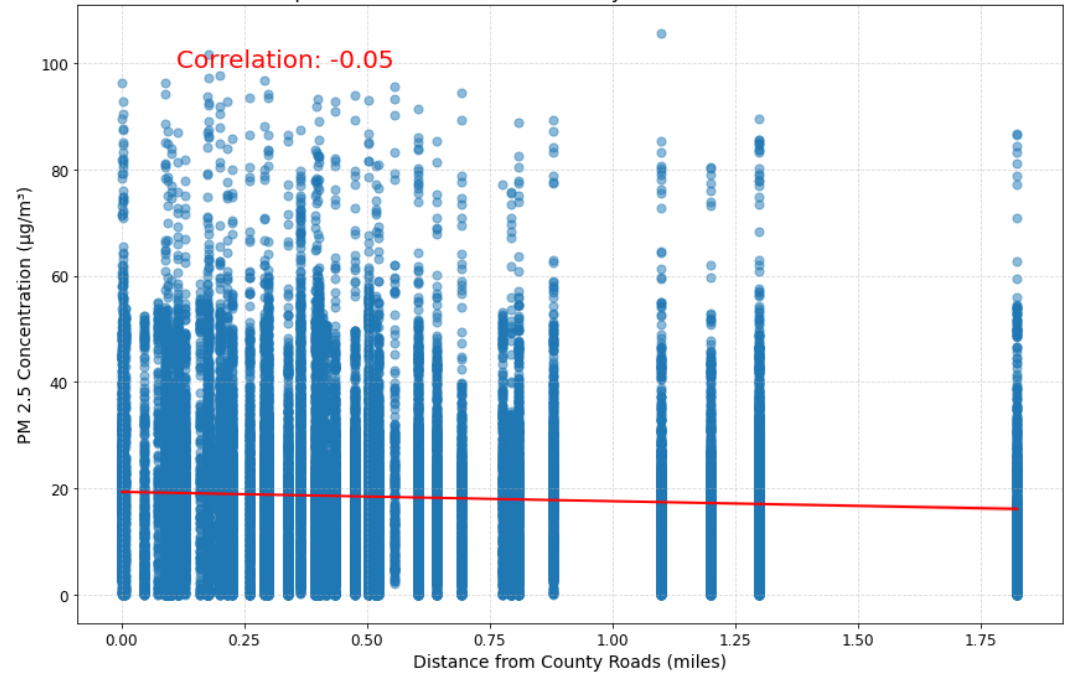 Correlation: -0.05
PM 2.5 Concentration (μg/m³)
100
80
60
40
20
0
0.00 0.25 0.50 0.75 1.00 1.25 1.50 1.75
Distance from County Roads (miles)